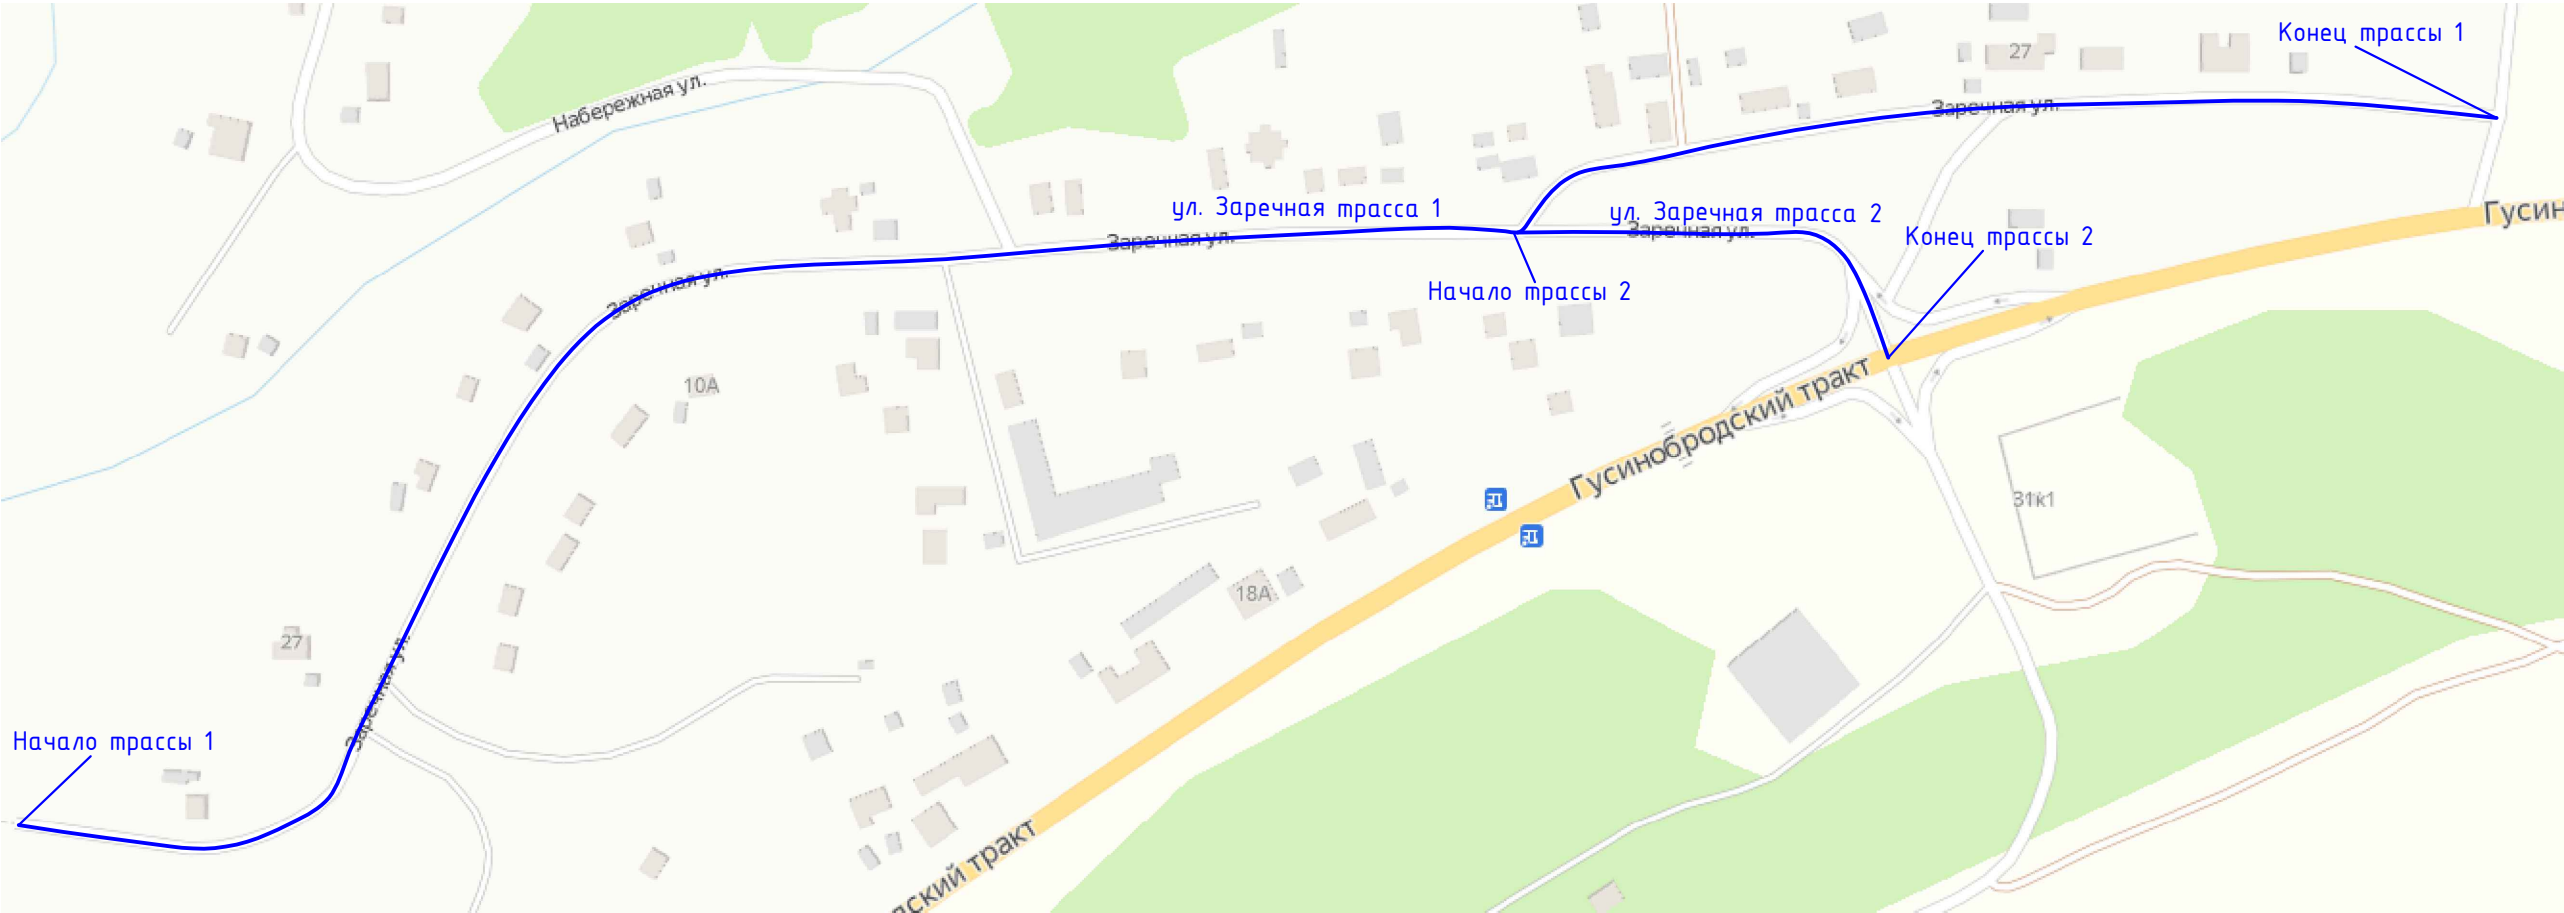 Конец трассы 1
27
Набережная ул.
Заречная ул.
ул. Заречная трасса 1
ул. Заречная трасса 2
Гусин
Заречная ул.
Заречная ул.
Конец трассы 2
Заречная ул.
Начало трассы 2
10А
Гусинобродский тракт
31к1
18А
27
Заречная ул.
Начало трассы 1
дский тракт